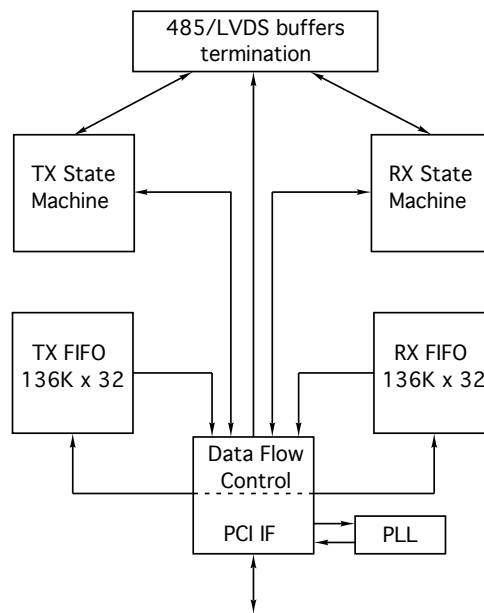 485/LVDS buffers
termination
TX State
Machine
RX State
Machine
TX FIFO
136K x 32
RX FIFO
136K x 32
Data Flow
Control
PCI IF
PLL